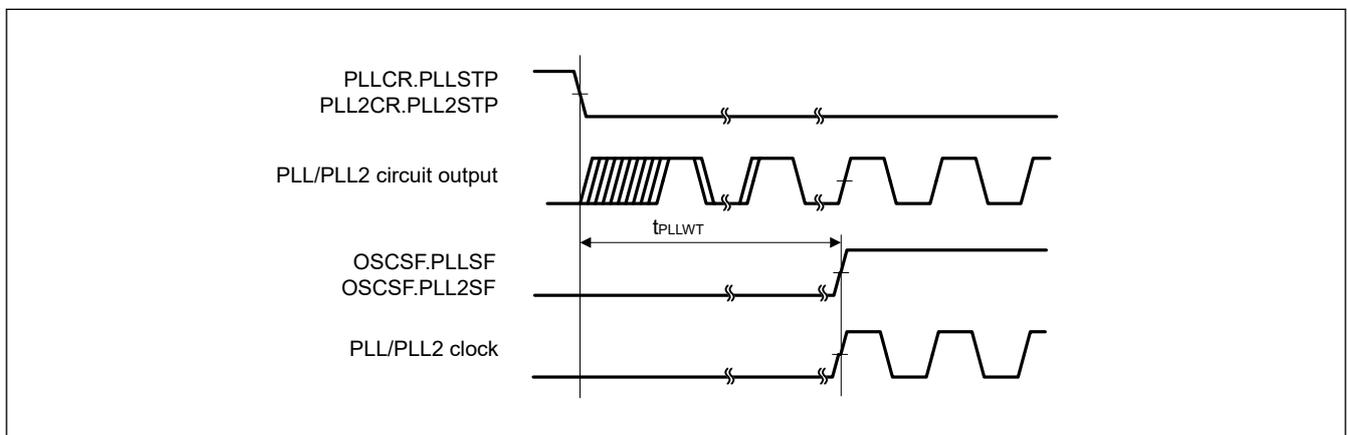 PLLCR.PLLSTP
PLL2CR.PLL2STP
PLL/PLL2 circuit output
tPLLWT
OSCSF.PLLSF
OSCSF.PLL2SF
PLL/PLL2 clock